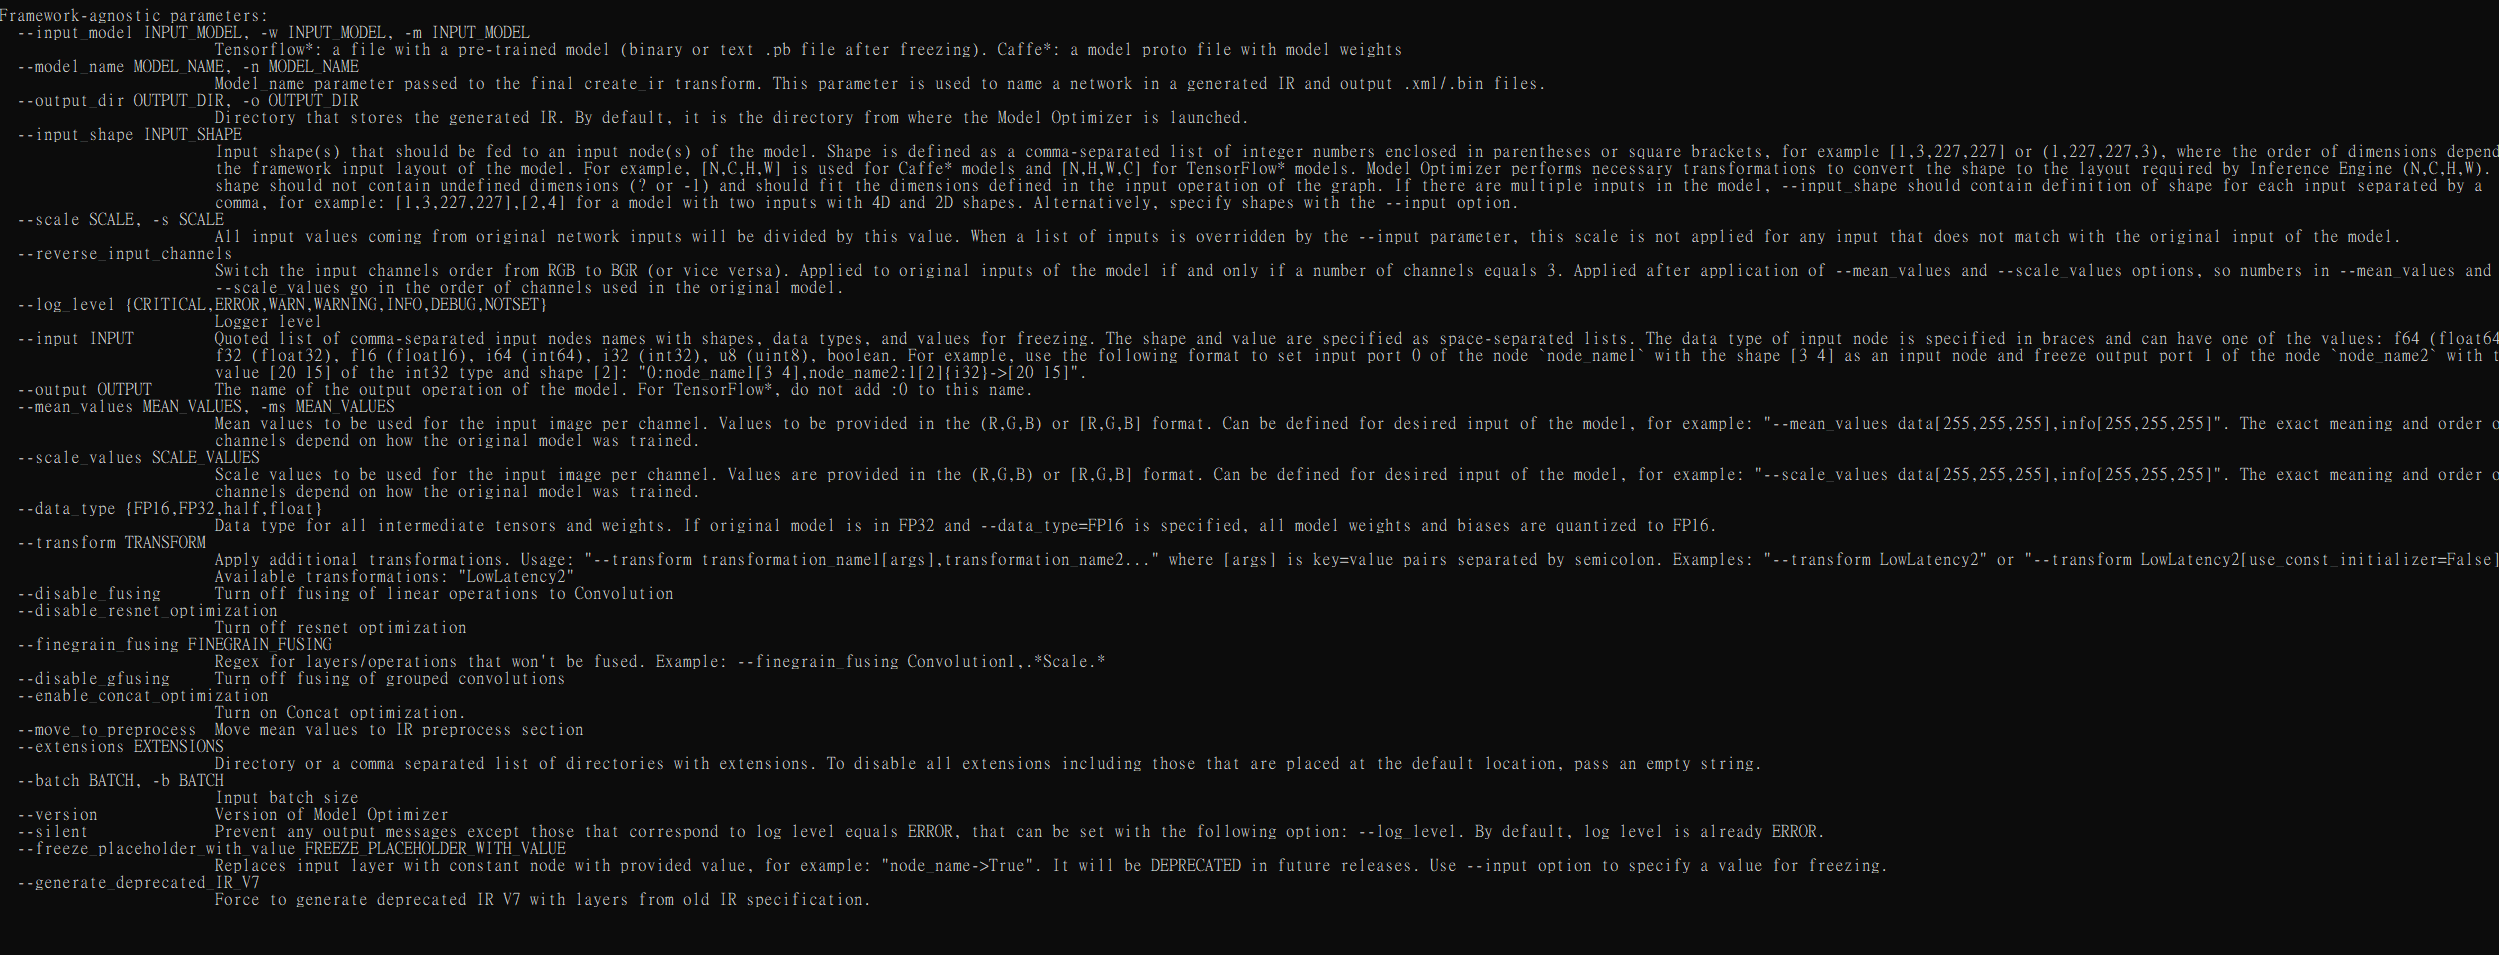 Framework-agnostic parameters:
--input_model INPUT_MODEL, -w INPUT_MODEL, -m INPUT_MODEL
Tensorflow*: a file with a pre-trained model (binary or text .pb file after freezing). Caffe*: a model proto file with model weights
--model_name MODEL_NAME, -n MODEL_NAME
Model_name parameter passed to the final create_ir transform. This parameter is used to name a network in a generated IR and output .xml/.bin files.
--output_dir OUTPUT_DIR, -o OUTPUT_DIR
Directory that stores the generated IR. By default, it is the directory from where the Model Optimizer is launched.
--input_shape INPUT_SHAPE
Input shape(s) that should be fed to an input node(s) of the model. Shape is defined as a comma-separated list of integer numbers enclosed in parentheses or square brackets, for example [1,3,227,227] or (1,227,227,3), where the order of dimensions depend
the framework input layout of the model. For example, [N,C,H,W] is used for Caffe* models and [N,H,W,C] for TensorFlow* models. Model Optimizer performs necessary transformations to convert the shape to the layout required by Inference Engine (N,C,H,W).
shape should not contain undefined dimensions (? or -1) and should fit the dimensions defined in the input operation of the graph. If there are multiple inputs in the model, --input_shape should contain definition of shape for each input separated by a
comma, for example: [1,3,227,227],[2,4] for a model with two inputs with 4D and 2D shapes. Alternatively, specify shapes with the --input option.
--scale SCALE, -s SCALE
All input values coming from original network inputs will be divided by this value. When a list of inputs is overridden by the --input parameter, this scale is not applied for any input that does not match with the original input of the model.
--reverse_input_channels
Switch the input channels order from RGB to BGR (or vice versa). Applied to original inputs of the model if and only if a number of channels equals 3. Applied after application of --mean_values and --scale_values options, so numbers in --mean_values and
--scale_values go in the order of channels used in the original model.
--log_level {CRITICAL,ERROR,WARN,WARNING,INFO,DEBUG,NOTSET}
Logger level
--input INPUT Quoted list of comma-separated input nodes names with shapes, data types, and values for freezing. The shape and value are specified as space-separated lists. The data type of input node is specified in braces and can have one of the values: f64 (float64
f32 (float32), f16 (float16), i64 (int64), i32 (int32), u8 (uint8), boolean. For example, use the following format to set input port 0 of the node `node_name1` with the shape [3 4] as an input node and freeze output port 1 of the node `node_name2` with t
value [20 15] of the int32 type and shape [2]: "0:node_name1[3 4],node_name2:1[2]{i32}->[20 15]".
--output OUTPUT The name of the output operation of the model. For TensorFlow*, do not add :0 to this name.
--mean_values MEAN_VALUES, -ms MEAN_VALUES
Mean values to be used for the input image per channel. Values to be provided in the (R,G,B) or [R,G,B] format. Can be defined for desired input of the model, for example: "--mean_values data[255,255,255],info[255,255,255]". The exact meaning and order o
channels depend on how the original model was trained.
--scale_values SCALE_VALUES
Scale values to be used for the input image per channel. Values are provided in the (R,G,B) or [R,G,B] format. Can be defined for desired input of the model, for example: "--scale_values data[255,255,255],info[255,255,255]". The exact meaning and order o
channels depend on how the original model was trained.
--data_type {FP16,FP32,half,float}
Data type for all intermediate tensors and weights. If original model is in FP32 and --data_type=FP16 is specified, all model weights and biases are quantized to FP16.
--transform TRANSFORM
Apply additional transformations. Usage: "--transform transformation_name1[args],transformation_name2..." where [args] is key=value pairs separated by semicolon. Examples: "--transform LowLatency2" or "--transform LowLatency2[use_const_initializer=False]
Available transformations: "LowLatency2"
--disable_fusing Turn off fusing of linear operations to Convolution
--disable_resnet_optimization
Turn off resnet optimization
--finegrain_fusing FINEGRAIN_FUSING
Regex for layers/operations that won't be fused. Example: --finegrain_fusing Convolution1,.*Scale.*
--disable_gfusing Turn off fusing of grouped convolutions
--enable_concat_optimization
Turn on Concat optimization.
--move_to_preprocess Move mean values to IR preprocess section
--extensions EXTENSIONS
Directory or a comma separated list of directories with extensions. To disable all extensions including those that are placed at the default location, pass an empty string.
--batch BATCH, -b BATCH
Input batch size
--version Version of Model Optimizer
--silent Prevent any output messages except those that correspond to log level equals ERROR, that can be set with the following option: --log_level. By default, log level is already ERROR.
--freeze_placeholder_with_value FREEZE_PLACEHOLDER_WITH_VALUE
Replaces input layer with constant node with provided value, for example: "node_name->True". It will be DEPRECATED in future releases. Use --input option to specify a value for freezing.
--generate_deprecated_IR_V7
Force to generate deprecated IR V7 with layers from old IR specification.